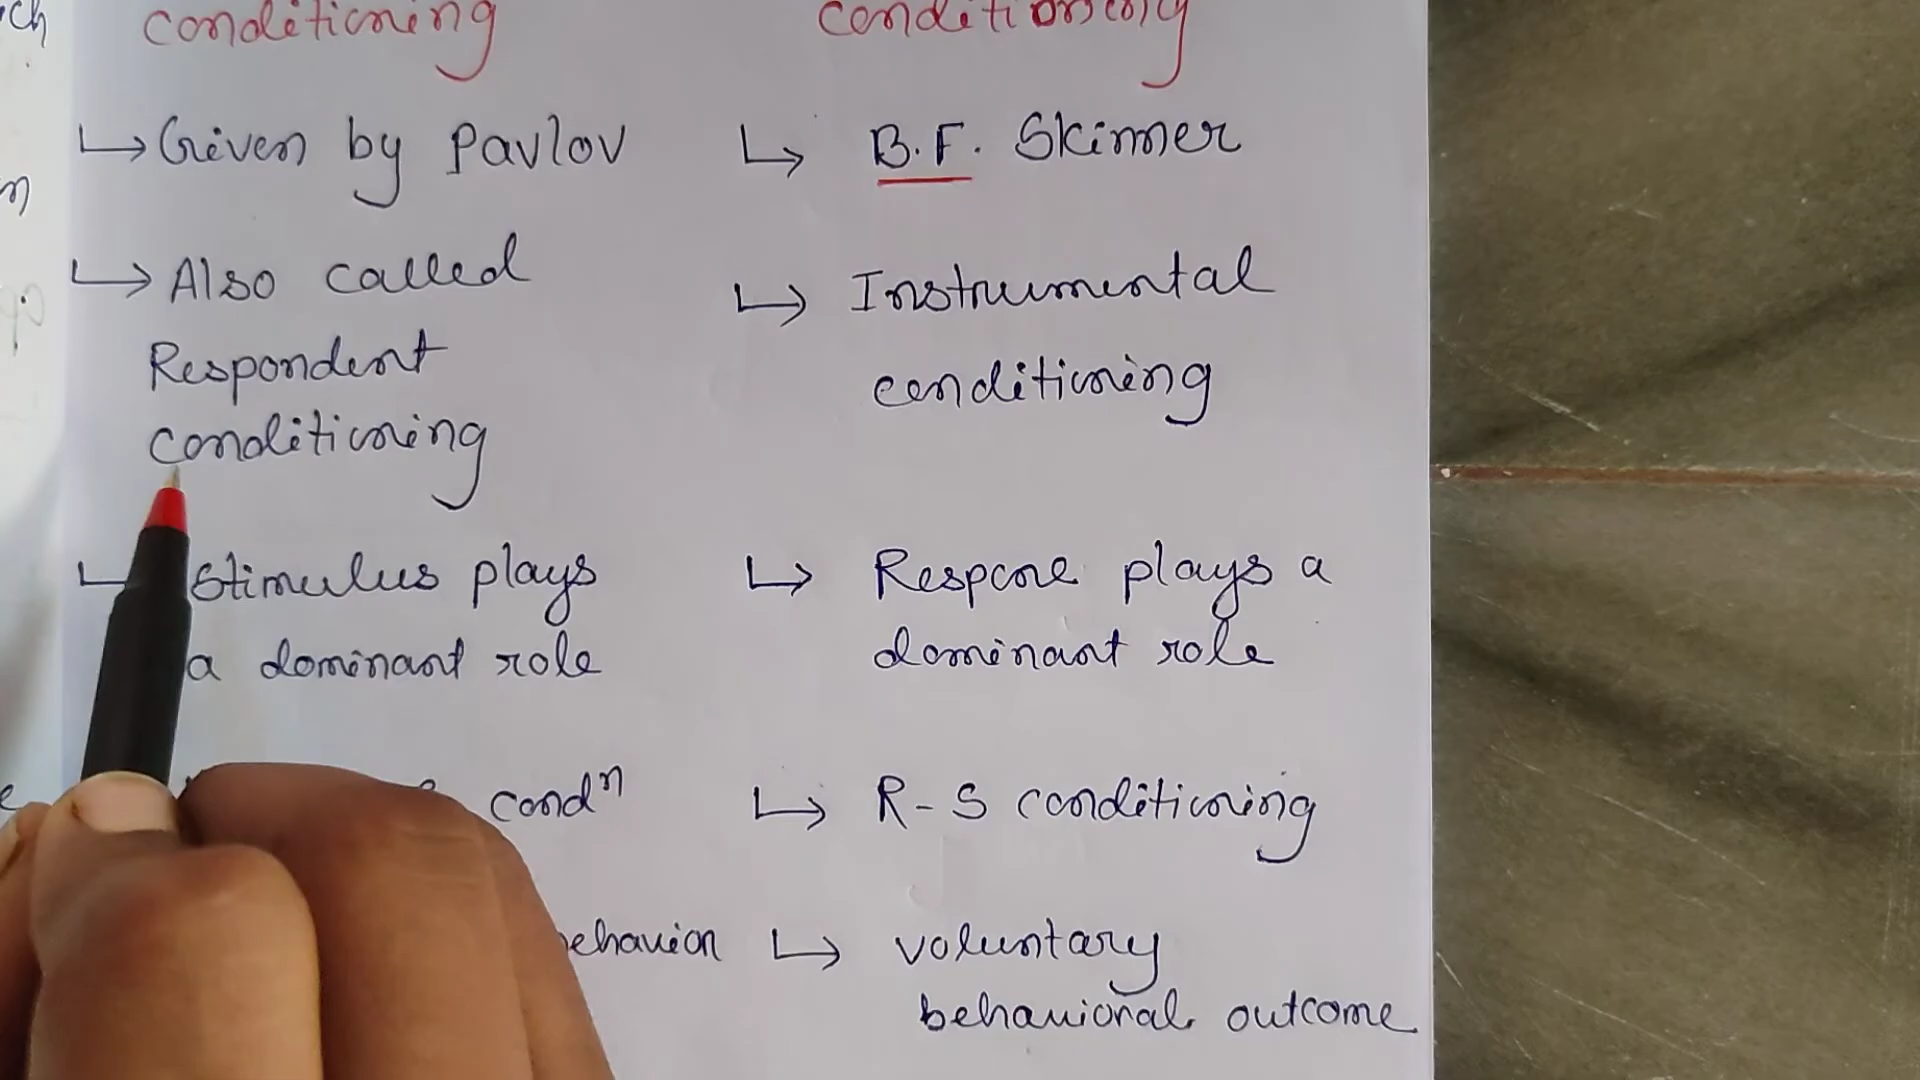 conditioning
Given by Pavlov
Also called
Respondent
conditioning
Stimulus plays
a dominant role
condⁿ
conditioning
B.F. Skinner
Instrumental
conditioning
Respone plays a
dominant role
R-S conditioning
voluntary
behavioral outcome